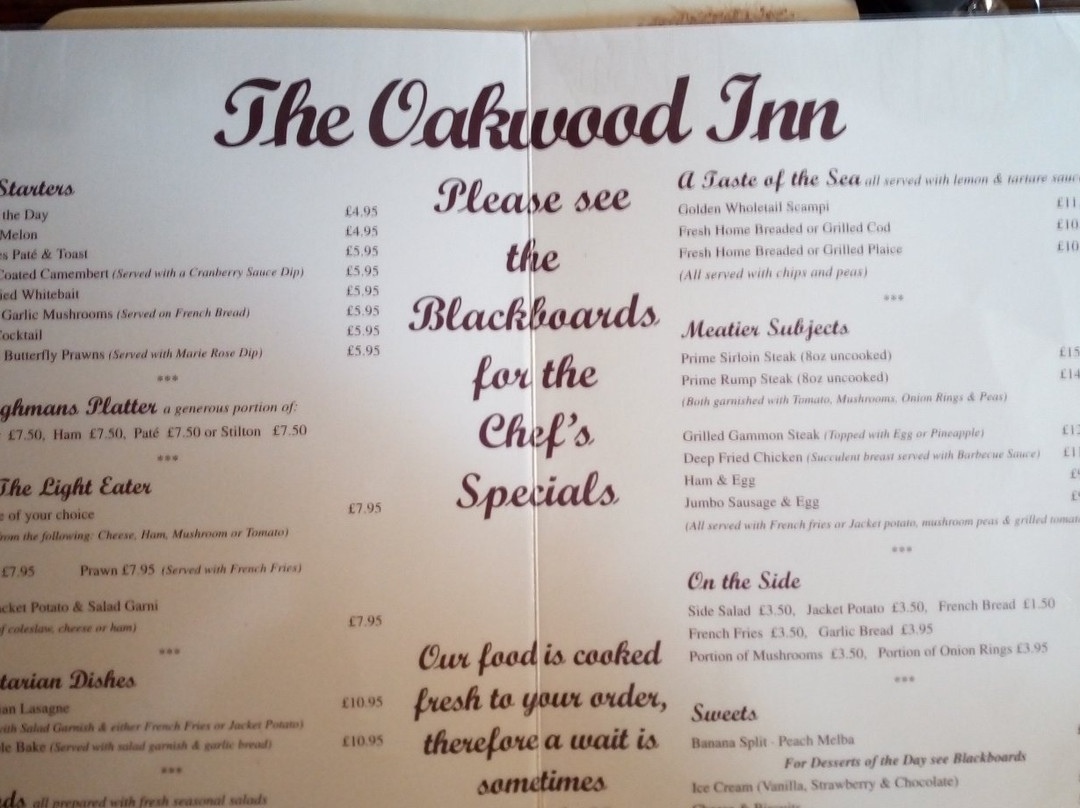 The Oakwood Inn
Starters
the Day £4.95
Melon £4.95
Paté & Toast £5.95
Coated Camembert (Served with a Cranberry Sauce Dip) £5.95
Whitebait £5.95
Garlic Mushrooms (Served on French Bread) £5.95
£5.95
Butterfly Prawns (Served with Marie Rose Dip) £5.95
***
Platter a generous portion of:
£7.50, Ham £7.50, Paté £7.50 or Stilton £7.50
***
The Light Eater
of your choice £7.95
from the following: Cheese, Ham, Mushroom or Tomato)
£7.95 Prawn £7.95 (Served with French Fries)
Potato & Salad Garni
of coleslaw, cheese or ham) £7.95
***
Dishes
Lasagne £10.95
with Salad Garnish & either French Fries or Jacket Potato)
Bake (Served with salad garnish & garlic bread) £10.95
***
all prepared with fresh seasonal salads
Please see
the
Blackboards
for the
Chef's
Specials
Our food is cooked
fresh to your order,
therefore a wait is
sometimes
A Taste of the Sea all served with lemon & tartare sauce
Golden Wholetail Scampi £11.
Fresh Home Breaded or Grilled Cod £10
Fresh Home Breaded or Grilled Plaice £10
(All served with chips and peas)
***
Meatier Subjects
Prime Sirloin Steak (8oz uncooked) £15
Prime Rump Steak (8oz uncooked) £14
(Both garnished with Tomato, Mushrooms, Onion Rings & Peas)
Grilled Gammon Steak (Topped with Egg or Pineapple)
Deep Fried Chicken (Succulent breast served with Barbecue Sauce) £11
Ham & Egg
Jumbo Sausage & Egg
(All served with French fries or Jacket potato, mushroom peas & grilled tomato
***
On the Side
Side Salad £3.50, Jacket Potato £3.50, French Bread £1.50
French Fries £3.50, Garlic Bread £3.95
Portion of Mushrooms £3.50, Portion of Onion Rings £3.95
***
Sweets
Banana Split - Peach Melba
For Desserts of the Day see Blackboards
Ice Cream (Vanilla, Strawberry & Chocolate)